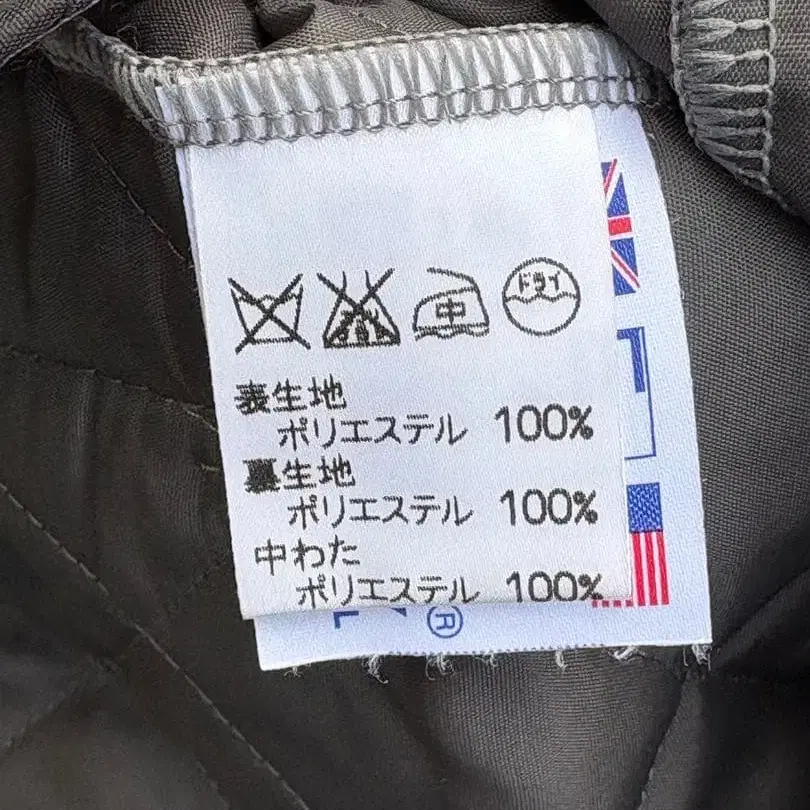 中 ドライ
表生地
ポリエステル 100%
裏生地
ポリエステル 100%
中わた
ポリエステル 100%
®